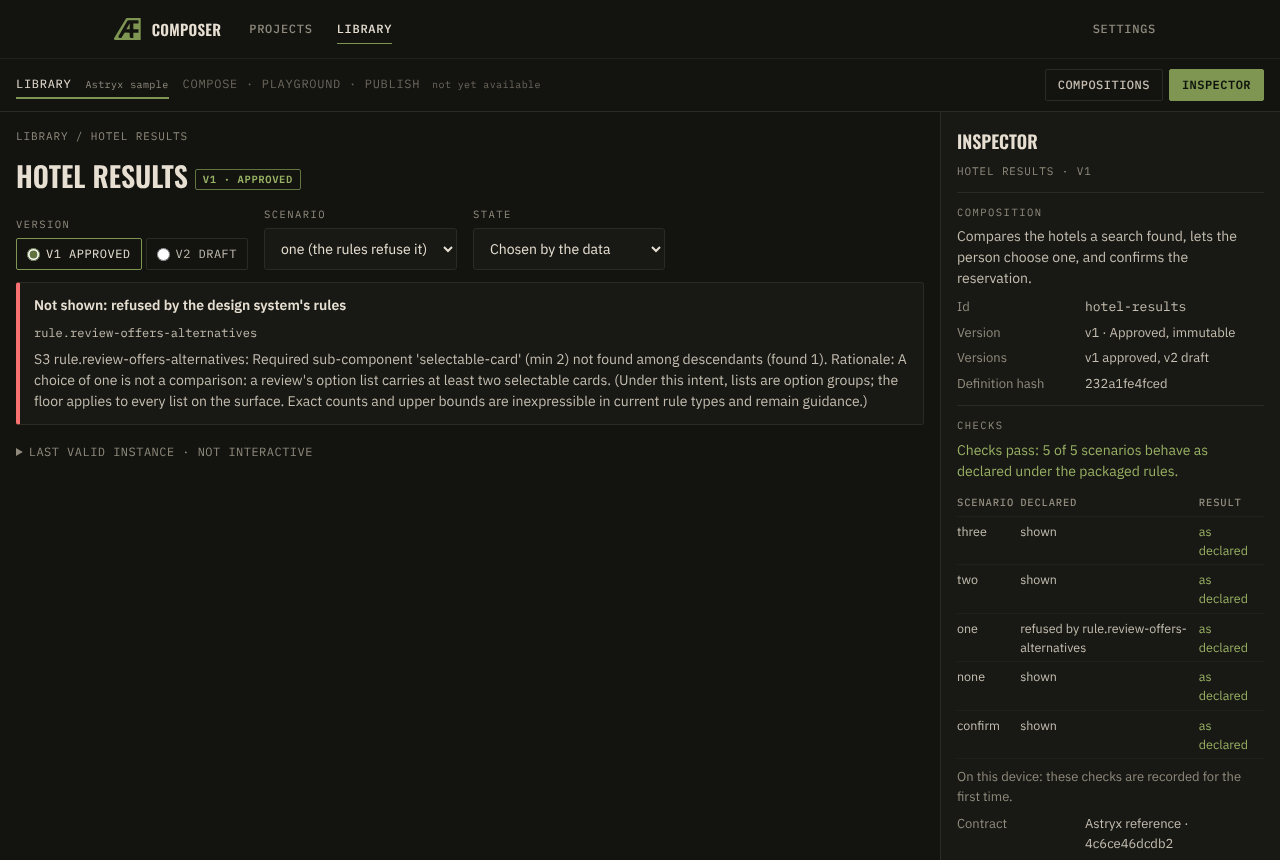 COMPOSER PROJECTS LIBRARY SETTINGS
LIBRARY Astryx sample COMPOSE · PLAYGROUND · PUBLISH not yet available COMPOSITIONS INSPECTOR
LIBRARY / HOTEL RESULTS
HOTEL RESULTS V1 · APPROVED
VERSION SCENARIO STATE
V1 APPROVED V2 DRAFT one (the rules refuse it) Chosen by the data
Not shown: refused by the design system's rules
rule.review-offers-alternatives
S3 rule.review-offers-alternatives: Required sub-component 'selectable-card' (min 2) not found among descendants (found 1). Rationale: A
choice of one is not a comparison: a review's option list carries at least two selectable cards. (Under this intent, lists are option groups; the
floor applies to every list on the surface. Exact counts and upper bounds are inexpressible in current rule types and remain guidance.)
LAST VALID INSTANCE · NOT INTERACTIVE
INSPECTOR
HOTEL RESULTS · V1
COMPOSITION
Compares the hotels a search found, lets the
person choose one, and confirms the
reservation.
Id hotel-results
Version v1 · Approved, immutable
Versions v1 approved, v2 draft
Definition hash 232a1fe4fced
CHECKS
Checks pass: 5 of 5 scenarios behave as
declared under the packaged rules.
SCENARIO DECLARED RESULT
three shown as
declared
two shown as
declared
one refused by rule.review-offers- as
alternatives declared
none shown as
declared
confirm shown as
declared
On this device: these checks are recorded for the
first time.
Contract Astryx reference ·
4c6ce46dcdb2